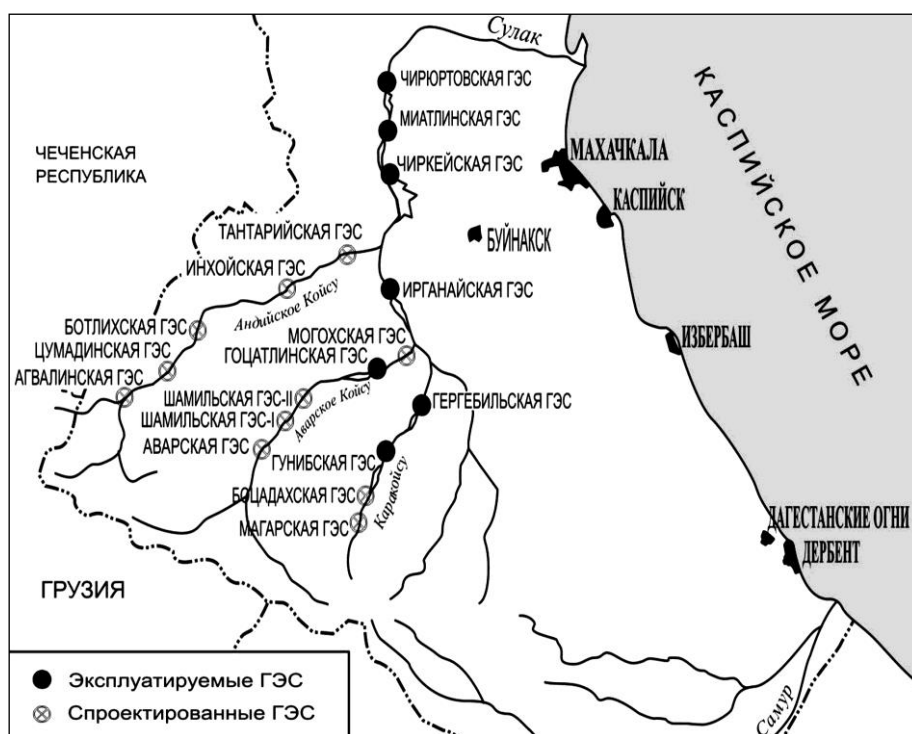 Сулак
ЧИРЮРТОВСКАЯ ГЭС
МИАТЛИНСКАЯ ГЭС
ЧИРКЕЙСКАЯ ГЭС
КАСПИЙСКОЕ МОРЕ
ЧЕЧЕНСКАЯ
РЕСПУБЛИКА
МАХАЧКАЛА
КАСПИЙСК
БУЙНАКСК
ТАНТАРИЙСКАЯ ГЭС
ИНХОЙСКАЯ ГЭС
Андийское Койсу
ИРГАНАЙСКАЯ ГЭС
БОТЛИХСКАЯ ГЭС
ЦУМАДИНСКАЯ ГЭС
АГВАЛИНСКАЯ ГЭС
МОГОХСКАЯ ГЭС
ГОЦАТЛИНСКАЯ ГЭС
ИЗБЕРБАШ
ШАМИЛЬСКАЯ ГЭС-II
ШАМИЛЬСКАЯ ГЭС-I
АВАРСКАЯ ГЭС
Аварское Койсу
ГЕРГЕБИЛЬСКАЯ ГЭС
ГУНИБСКАЯ ГЭС
БОЦАДАХСКАЯ ГЭС
МАГАРСКАЯ ГЭС
Каракойсу
ДАГЕСТАНСКИЕ ОГНИ
ДЕРБЕНТ
ГРУЗИЯ
Самур
Эксплуатируемые ГЭС
Спроектированные ГЭС